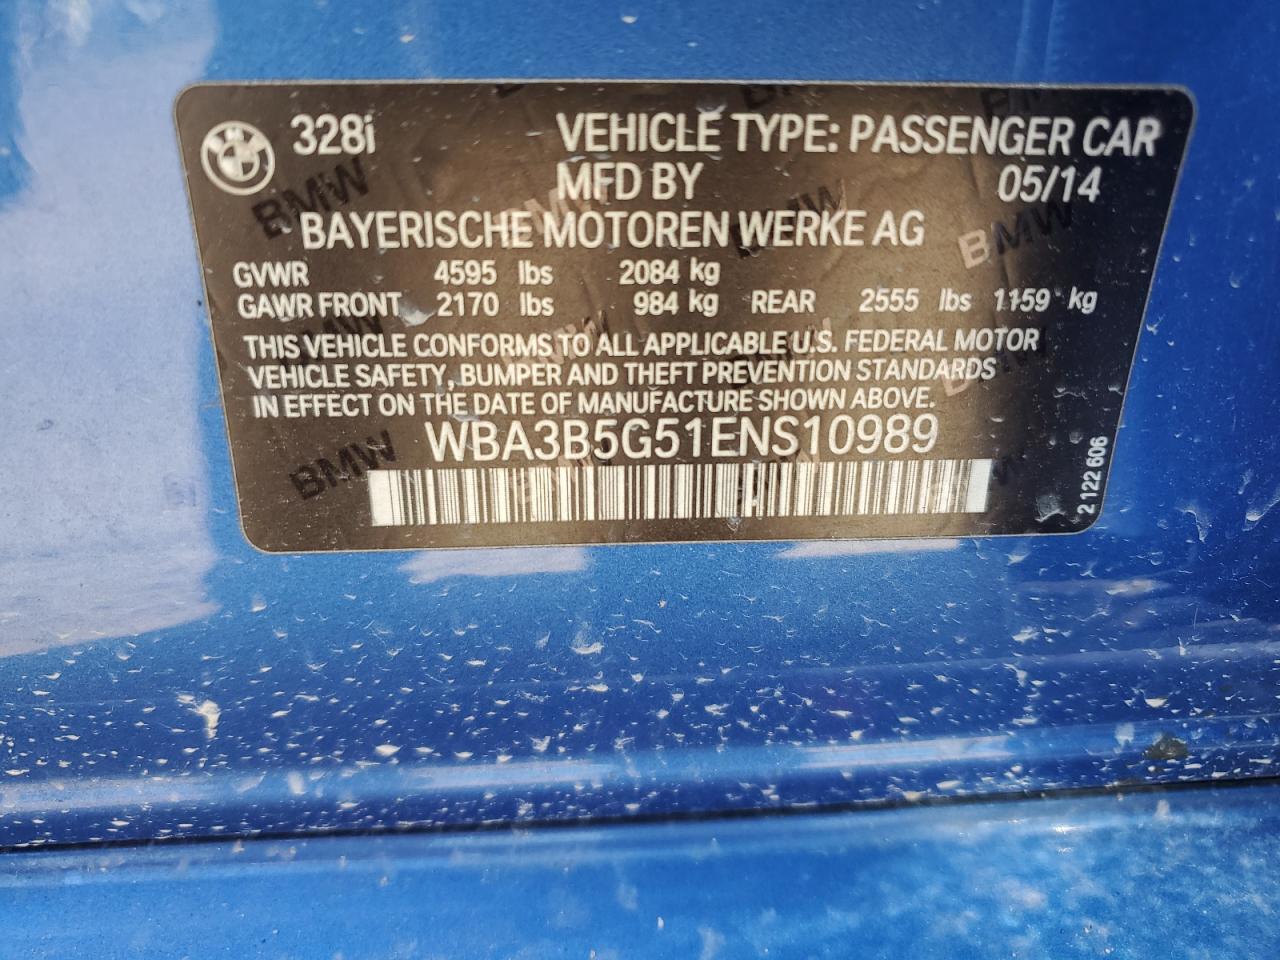 328i VEHICLE TYPE: PASSENGER CAR
MFD BY 05/14
BAYERISCHE MOTOREN WERKE AG
GVWR 4595 lbs 2084 kg
GAWR FRONT 2170 lbs 984 kg REAR 2555 lbs 1159 kg
THIS VEHICLE CONFORMS TO ALL APPLICABLE U.S. FEDERAL MOTOR
VEHICLE SAFETY, BUMPER AND THEFT PREVENTION STANDARDS
IN EFFECT ON THE DATE OF MANUFACTURE SHOWN ABOVE.
WBA3B5G51ENS10989
2 122 606